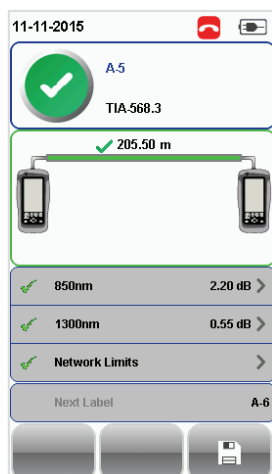 11-11-2015
A-5
TIA-568.3
205.50 m
850nm 2.20 dB
1300nm 0.55 dB
Network Limits
Next Label A-6